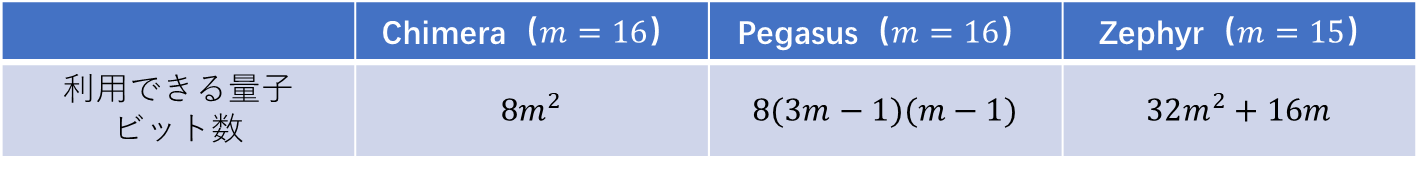 Chimera（m = 16） Pegasus（m = 16） Zephyr（m = 15）
利用できる量子
ビット数
8m² 8(3m − 1)(m − 1) 32m² + 16m